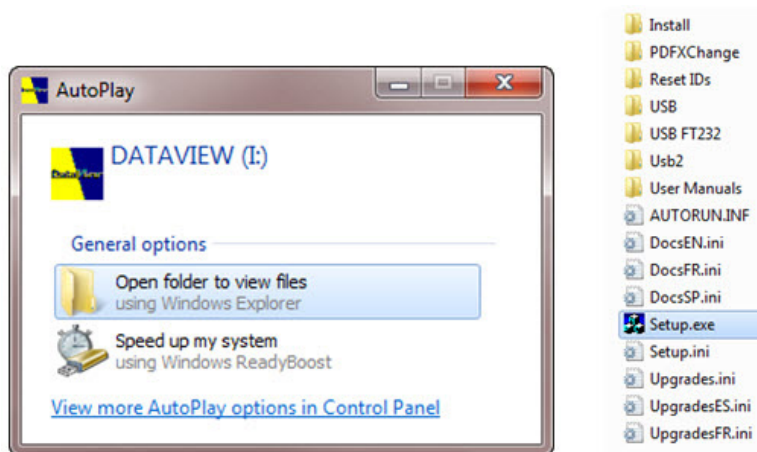 AutoPlay
DATAVIEW (I:)
DataView
General options
Open folder to view files
using Windows Explorer
Speed up my system
using Windows ReadyBoost
View more AutoPlay options in Control Panel
Install
PDFXChange
Reset IDs
USB
USB FT232
Usb2
User Manuals
AUTORUN.INF
DocsEN.ini
DocsFR.ini
DocsSP.ini
Setup.exe
Setup.ini
Upgrades.ini
UpgradesES.ini
UpgradesFR.ini